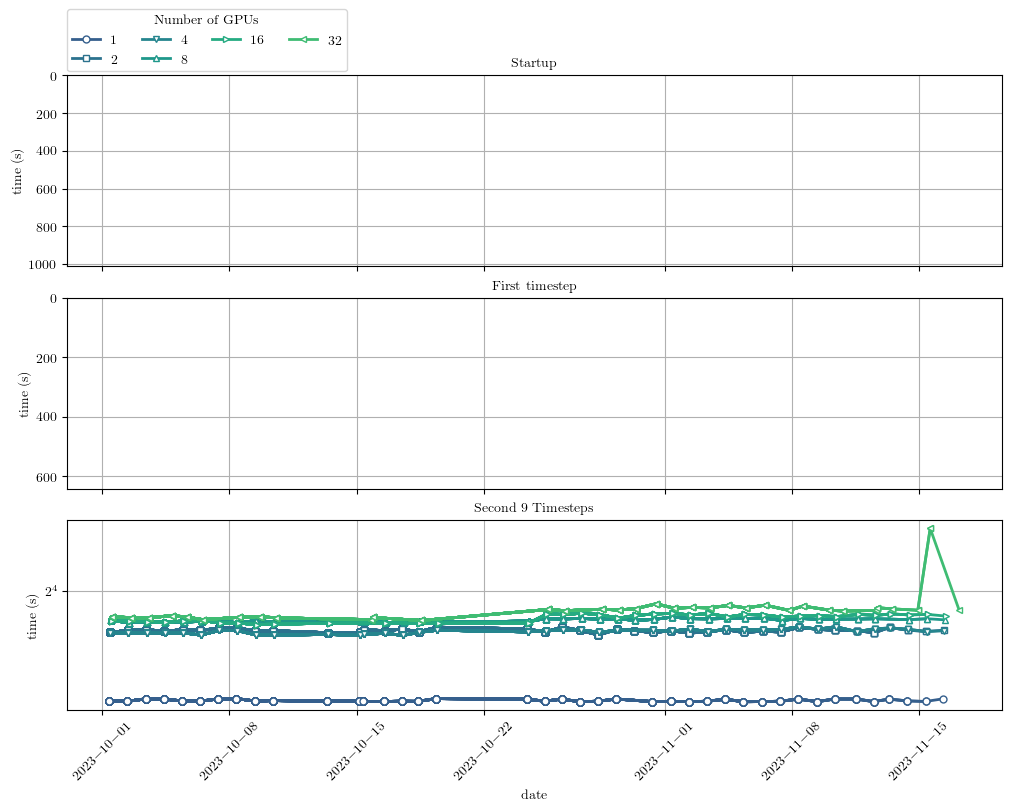 Number of GPUs
1 4 16 32
2 8
Startup
0
200
400
600
800
1000
time (s)
First timestep
0
200
400
600
time (s)
Second 9 Timesteps
2^4
time (s)
2023−10−01 2023−10−08 2023−10−15 2023−10−22 2023−11−01 2023−11−08 2023−11−15
date